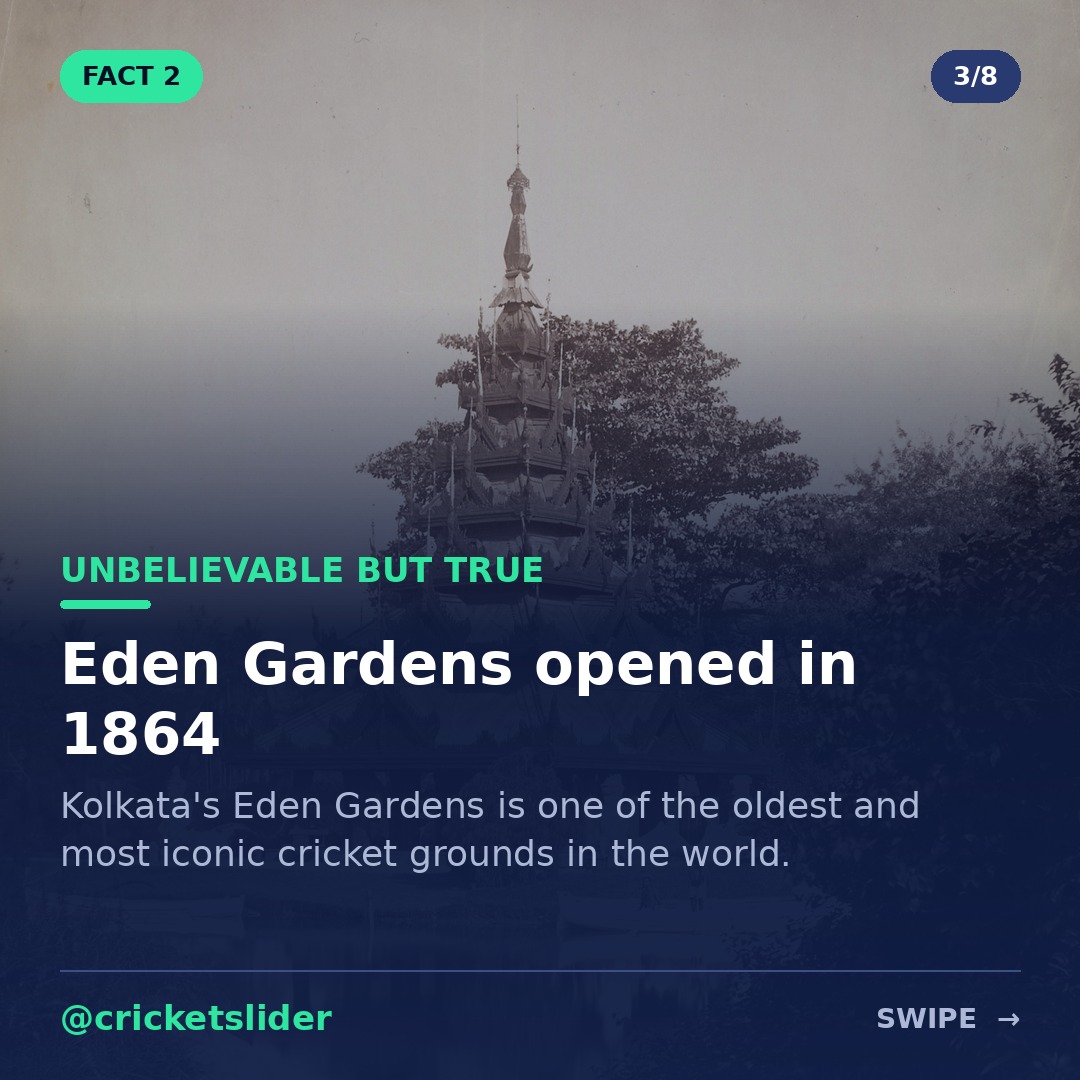 FACT 2
3/8
UNBELIEVABLE BUT TRUE
Eden Gardens opened in
1864
Kolkata's Eden Gardens is one of the oldest and
most iconic cricket grounds in the world.
@cricketslider
SWIPE →